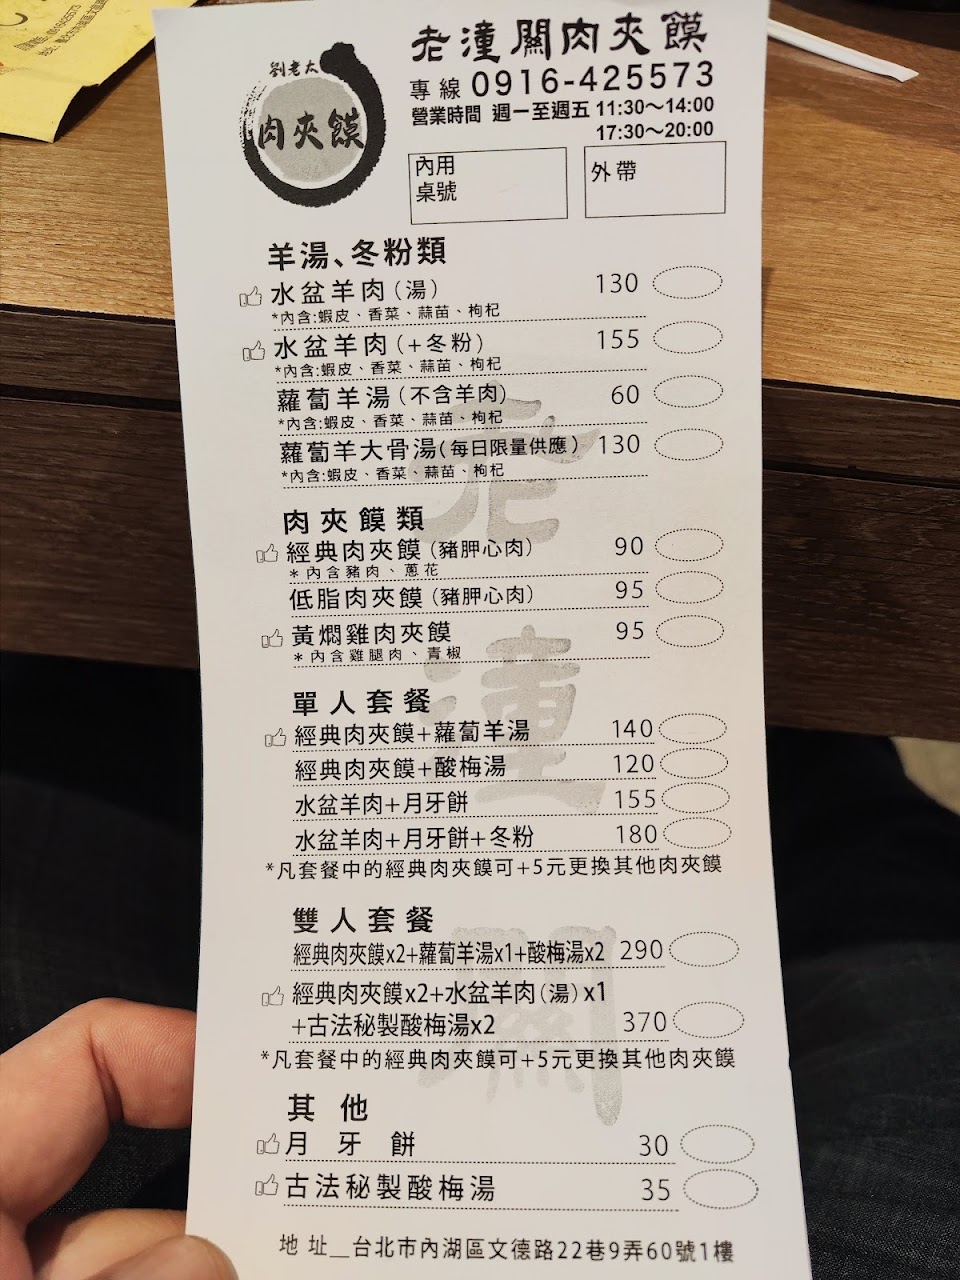 老潼關肉夾饃
劉老大
肉夾饃
專線 0916-425573
營業時間 週一至週五 11:30～14:00
17:30～20:00
內用
桌號
外帶
羊湯、冬粉類
水盆羊肉(湯) 130
*內含:蝦皮、香菜、蒜苗、枸杞
水盆羊肉(+冬粉) 155
*內含:蝦皮、香菜、蒜苗、枸杞
蘿蔔羊湯(不含羊肉) 60
*內含:蝦皮、香菜、蒜苗、枸杞
蘿蔔羊大骨湯(每日限量供應) 130
*內含:蝦皮、香菜、蒜苗、枸杞
肉夾饃類
經典肉夾饃(豬胛心肉) 90
*內含豬肉、蔥花
低脂肉夾饃(豬胛心肉) 95
黃燜雞肉夾饃 95
*內含雞腿肉、青椒
單人套餐
經典肉夾饃+蘿蔔羊湯 140
經典肉夾饃+酸梅湯 120
水盆羊肉+月牙餅 155
水盆羊肉+月牙餅+冬粉 180
*凡套餐中的經典肉夾饃可+5元更換其他肉夾饃
雙人套餐
經典肉夾饃x2+蘿蔔羊湯x1+酸梅湯x2 290
經典肉夾饃x2+水盆羊肉(湯)x1
+古法秘製酸梅湯x2 370
*凡套餐中的經典肉夾饃可+5元更換其他肉夾饃
其他
月牙餅 30
古法秘製酸梅湯 35
地址＿台北市內湖區文德路22巷9弄60號1樓
老潼關